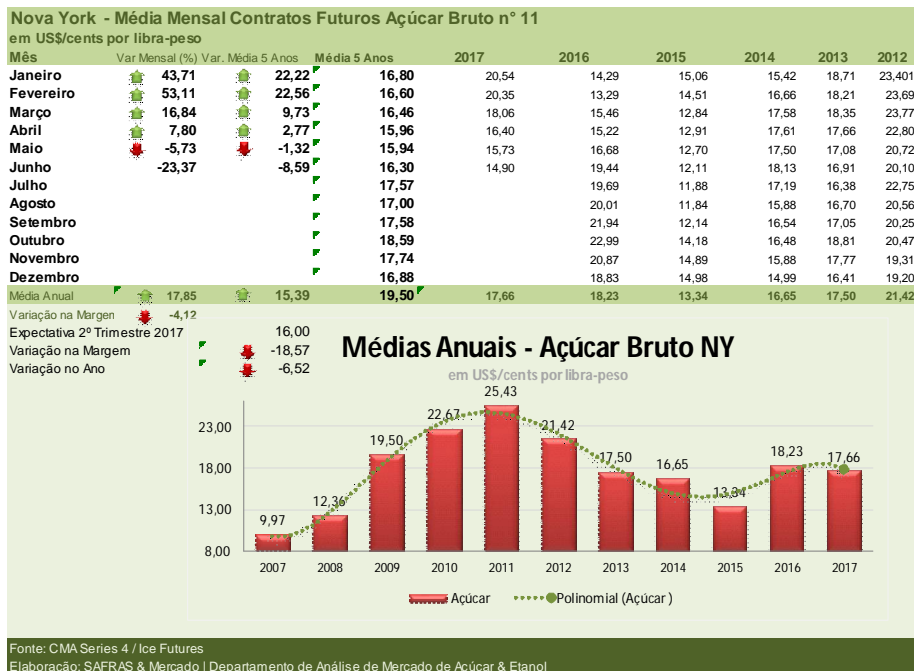 Nova York - Média Mensal Contratos Futuros Açúcar Bruto n° 11
em US$/cents por libra-peso
Mês Var Mensal (%) Var. Média 5 Anos Média 5 Anos 2017 2016 2015 2014 2013 2012
Janeiro 43,71 22,22 16,80 20,54 14,29 15,06 15,42 18,71 23,401
Fevereiro 53,11 22,56 16,60 20,35 13,29 14,51 16,66 18,21 23,69
Março 16,84 9,73 16,46 18,06 15,46 12,84 17,58 18,35 23,77
Abril 7,80 2,77 15,96 16,40 15,22 12,91 17,61 17,66 22,80
Maio -5,73 -1,32 15,94 15,73 16,68 12,70 17,50 17,08 20,72
Junho -23,37 -8,59 16,30 14,90 19,44 12,11 18,13 16,91 20,10
Julho 17,57 19,69 11,88 17,19 16,38 22,75
Agosto 17,00 20,01 11,84 15,88 16,70 20,56
Setembro 17,58 21,94 12,14 16,54 17,05 20,25
Outubro 18,59 22,99 14,18 16,48 18,81 20,47
Novembro 17,74 20,87 14,89 15,88 17,77 19,31
Dezembro 16,88 18,83 14,98 14,99 16,41 19,20
Média Anual 17,85 15,39 19,50 17,66 18,23 13,34 16,65 17,50 21,42
Variação na Margen -4,12
Expectativa 2º Trimestre 2017 16,00
Variação na Margem -18,57
Variação no Ano -6,52
Médias Anuais - Açúcar Bruto NY
em US$/cents por libra-peso
23,00
18,00
13,00
8,00
9,97 12,36 19,50 22,67 25,43 21,42 17,50 16,65 13,34 18,23 17,66
2007 2008 2009 2010 2011 2012 2013 2014 2015 2016 2017
Açúcar Polinomial (Açúcar )
Fonte: CMA Series 4 / Ice Futures
Elaboração: SAFRAS & Mercado | Departamento de Análise de Mercado de Açúcar & Etanol